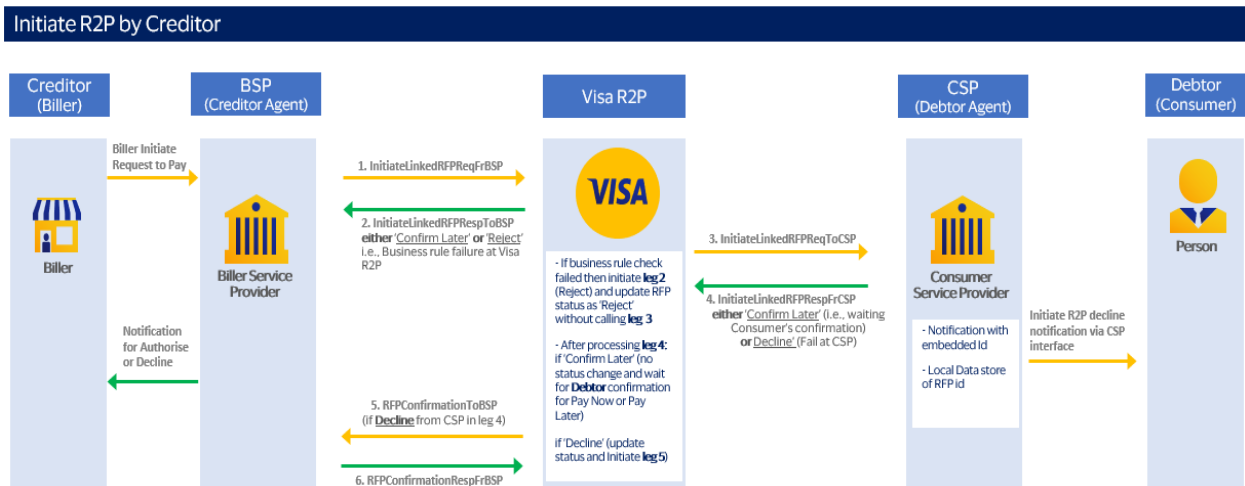 Initiate R2P by Creditor
Creditor
(Biller)
BSP
(Creditor Agent)
Visa R2P
CSP
(Debtor Agent)
Debtor
(Consumer)
Biller Initiate
Request to Pay
Biller
Notification
for Authorise
or Decline
Biller Service
Provider
1. InitiateLinkedRFPReqFrBSP
2. InitiateLinkedRFPRespToBSP
either 'Confirm Later' or 'Reject'
i.e., Business rule failure at Visa
R2P
5. RFPConfirmationToBSP
(if Decline from CSP in leg 4)
6. RFPConfirmationRespFrBSP
VISA
- If business rule check
failed then initiate leg 2
(Reject) and update RFP
status as 'Reject'
without calling leg 3
- After processing leg 4:
if 'Confirm Later' (no
status change and wait
for Debtor confirmation
for Pay Now or Pay
Later)
if 'Decline' (update
status and Initiate leg 5)
3. InitiateLinkedRFPReqToCSP
4. InitiateLinkedRFPRespFrCSP
either 'Confirm Later' (i.e., waiting
Consumer's confirmation)
or Decline' (Fail at CSP)
Consumer
Service Provider
- Notification with
embedded Id
- Local Data store
of RFP id
Initiate R2P decline
notification via CSP
interface
Person